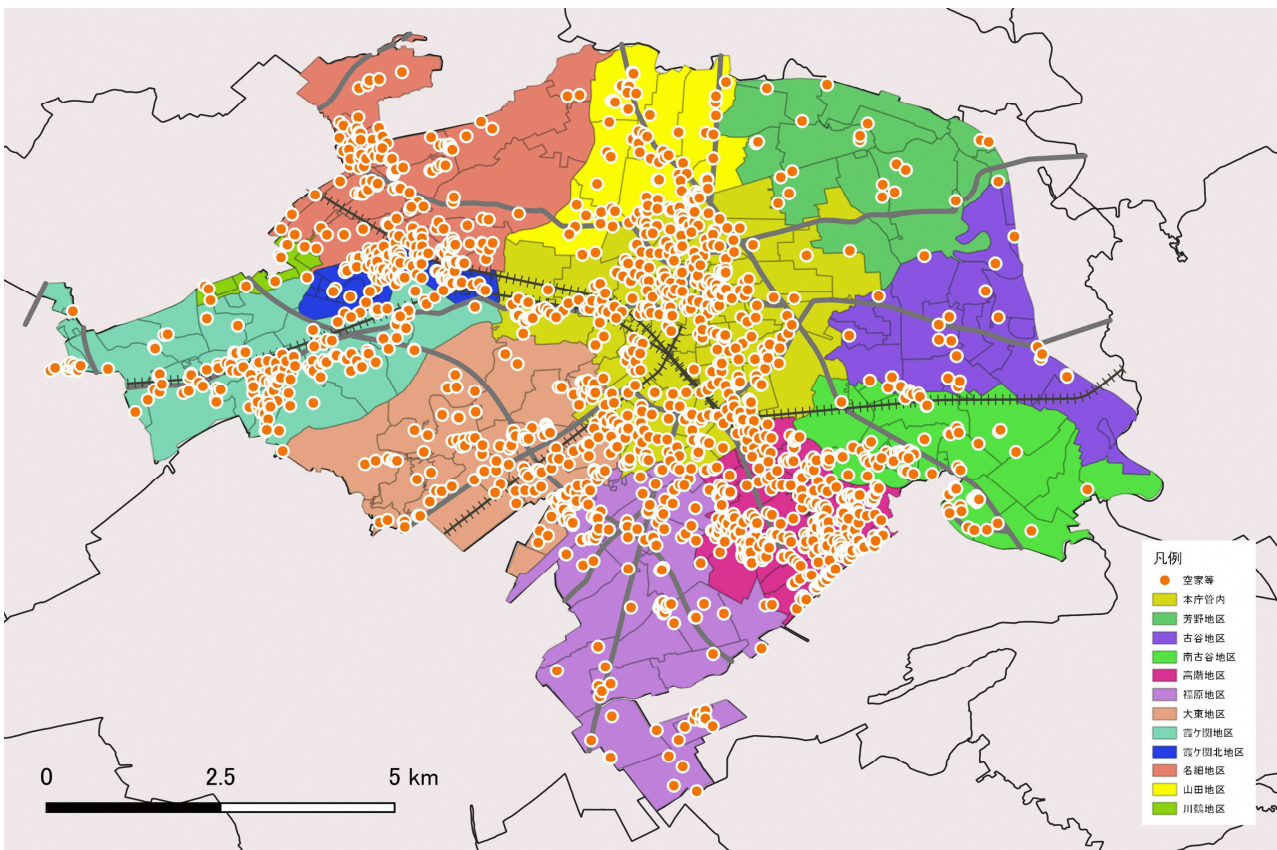 凡例
空家等
本庁管内
芳野地区
古谷地区
南古谷地区
高階地区
福原地区
大東地区
霞ケ関地区
霞ケ関北地区
名細地区
山田地区
川鶴地区
0 2.5 5 km